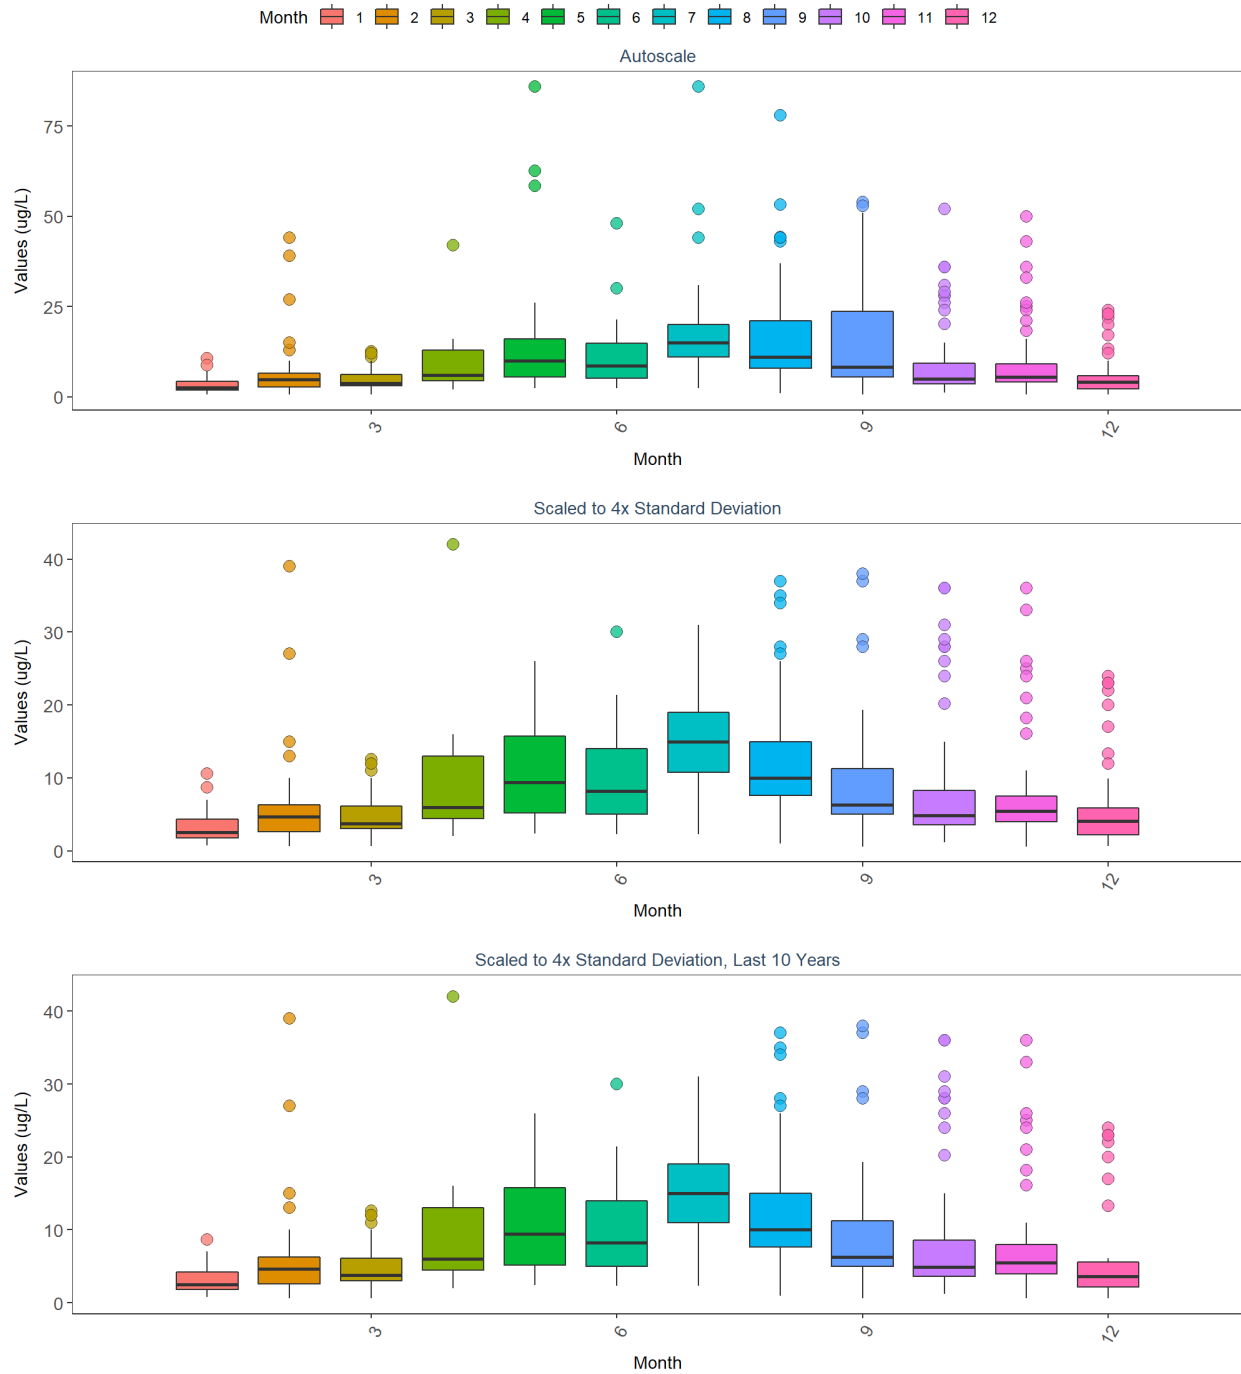 Month 1 2 3 4 5 6 7 8 9 10 11 12
Autoscale
Values (ug/L)
75
50
25
0
3 6 9 12
Month
Scaled to 4x Standard Deviation
Values (ug/L)
40
30
20
10
0
3 6 9 12
Month
Scaled to 4x Standard Deviation, Last 10 Years
Values (ug/L)
40
30
20
10
0
3 6 9 12
Month